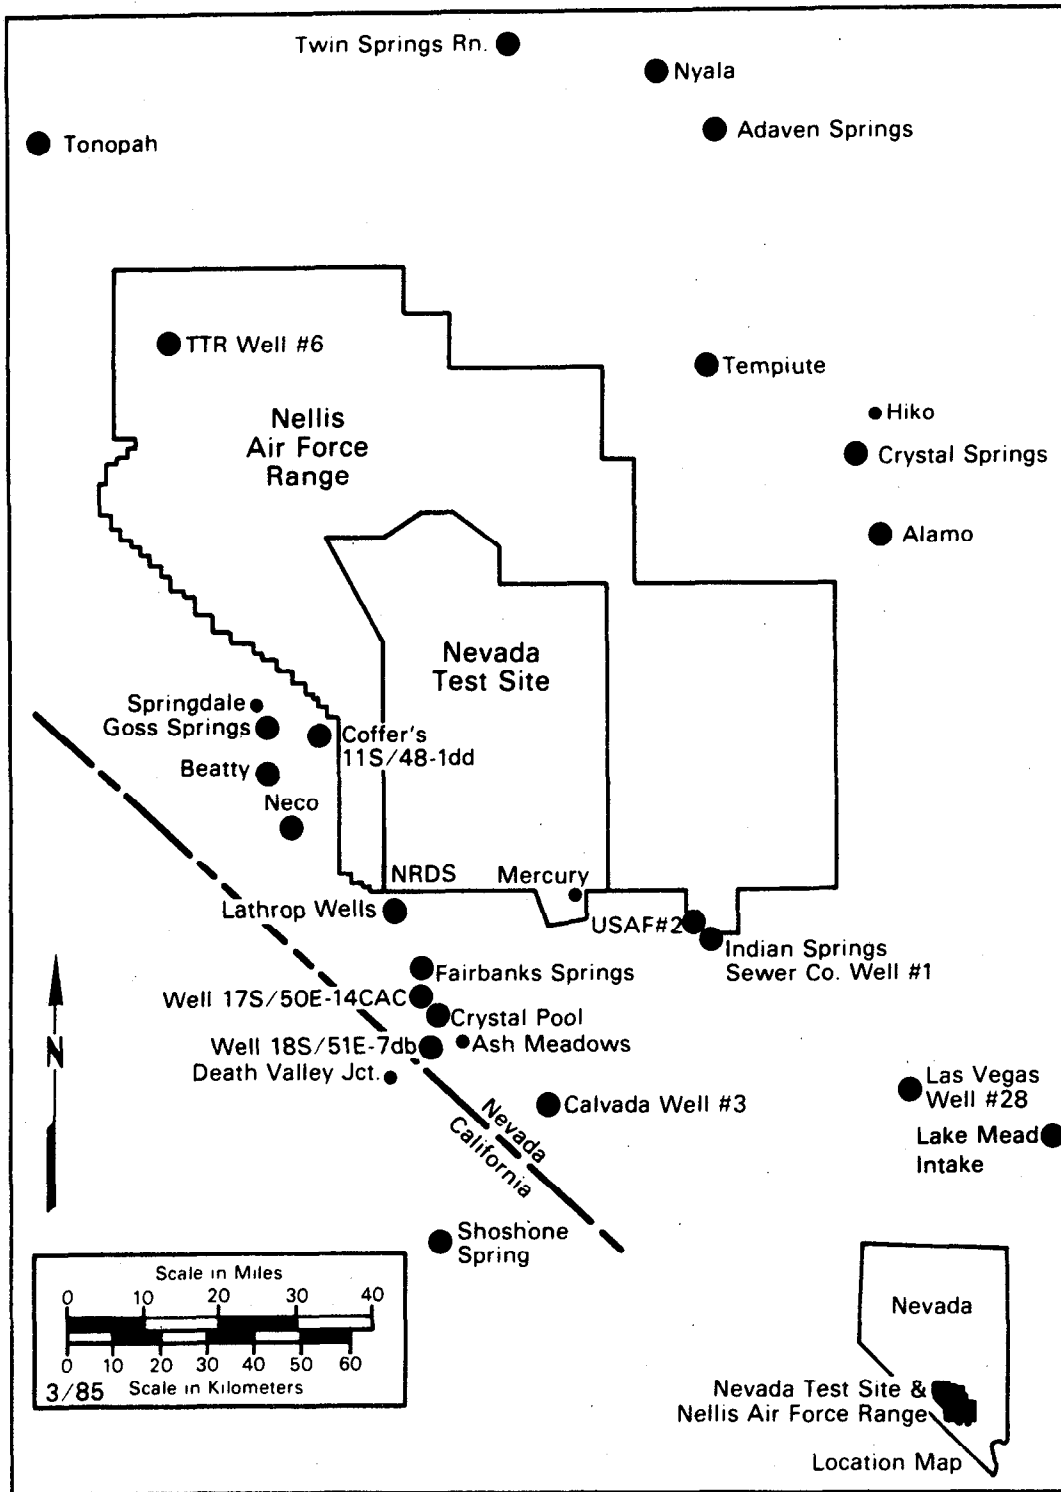 Twin Springs Rn.
Nyala
Adaven Springs
Tonopah
TTR Well #6
Tempiute
Nellis
Air Force
Range
Hiko
Crystal Springs
Alamo
Nevada
Test Site
Springdale
Goss Springs
Coffer's
11S/48-1dd
Beatty
Neco
NRDS
Mercury
Lathrop Wells
USAF#2
Indian Springs
Sewer Co. Well #1
Fairbanks Springs
Well 17S/50E-14CAC
Crystal Pool
Well 18S/51E-7db
Ash Meadows
Death Valley Jct.
N
Calvada Well #3
Las Vegas
Well #28
Nevada
California
Lake Mead
Intake
Shoshone
Spring
Scale in Miles
0 10 20 30 40
0 10 20 30 40 50 60
3/85 Scale in Kilometers
Nevada
Nevada Test Site &
Nellis Air Force Range
Location Map